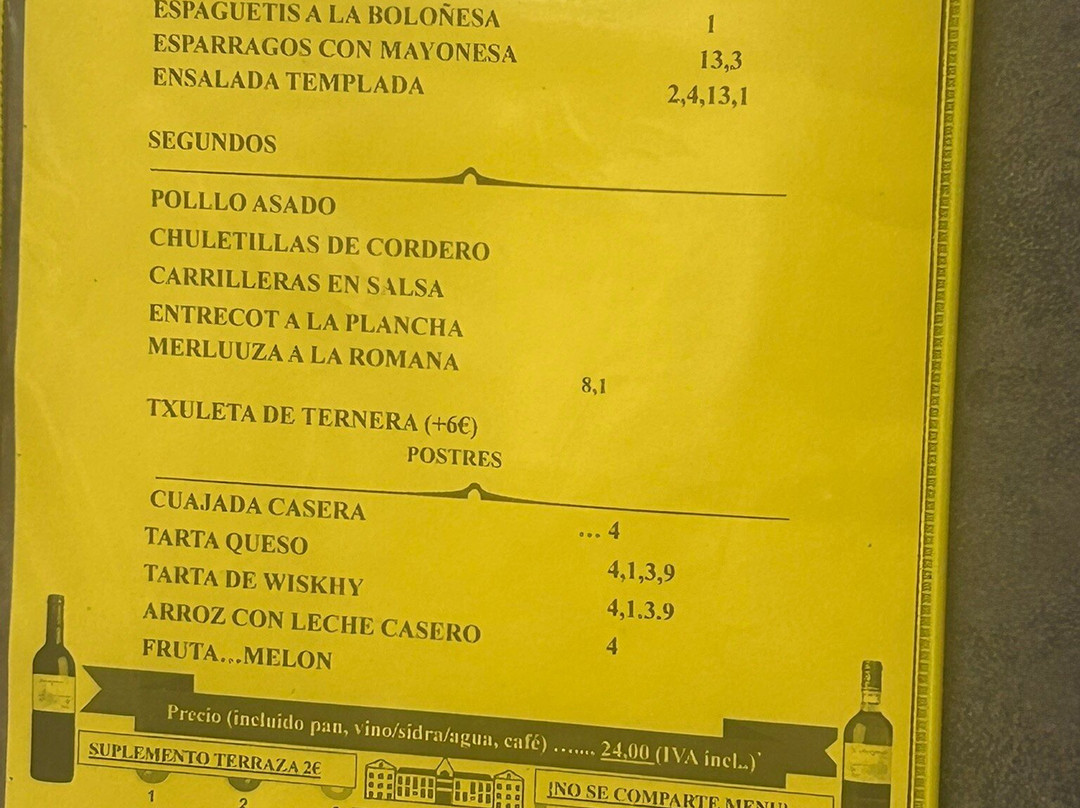 ESPAGUETIS A LA BOLOÑESA 1
ESPARRAGOS CON MAYONESA 13,3
ENSALADA TEMPLADA 2,4,13,1
SEGUNDOS
POLLLO ASADO
CHULETILLAS DE CORDERO
CARRILLERAS EN SALSA
ENTRECOT A LA PLANCHA
MERLUUZA A LA ROMANA
8,1
TXULETA DE TERNERA (+6€)
POSTRES
CUAJADA CASERA ... 4
TARTA QUESO 4,1,3,9
TARTA DE WISKHY 4,1.3.9
ARROZ CON LECHE CASERO 4
FRUTA...MELON
Precio (incluido pan, vino/sidra/agua, café) ....... 24,00 (IVA incl..)
SUPLEMENTO TERRAZA 2€
¡NO SE COMPARTE MENU!
1 2